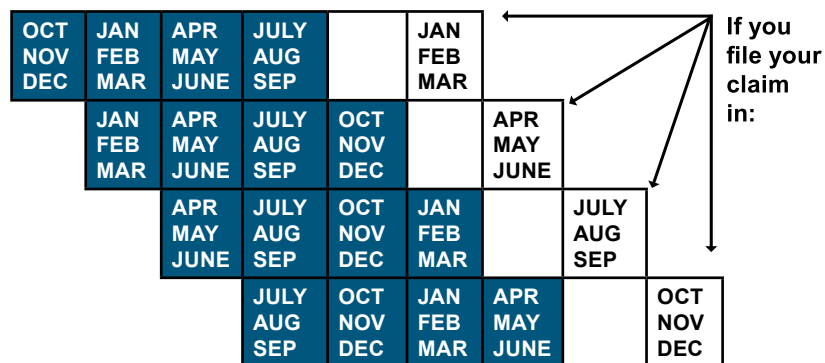 OCT JAN APR JULY JAN
NOV FEB MAY AUG FEB
DEC MAR JUNE SEP MAR
If you
file your
claim
in:
JAN APR JULY OCT APR
FEB MAY AUG NOV MAY
MAR JUNE SEP DEC JUNE
APR JULY OCT JAN JULY
MAY AUG NOV FEB AUG
JUNE SEP DEC MAR SEP
JULY OCT JAN APR OCT
AUG NOV FEB MAY NOV
SEP DEC MAR JUNE DEC